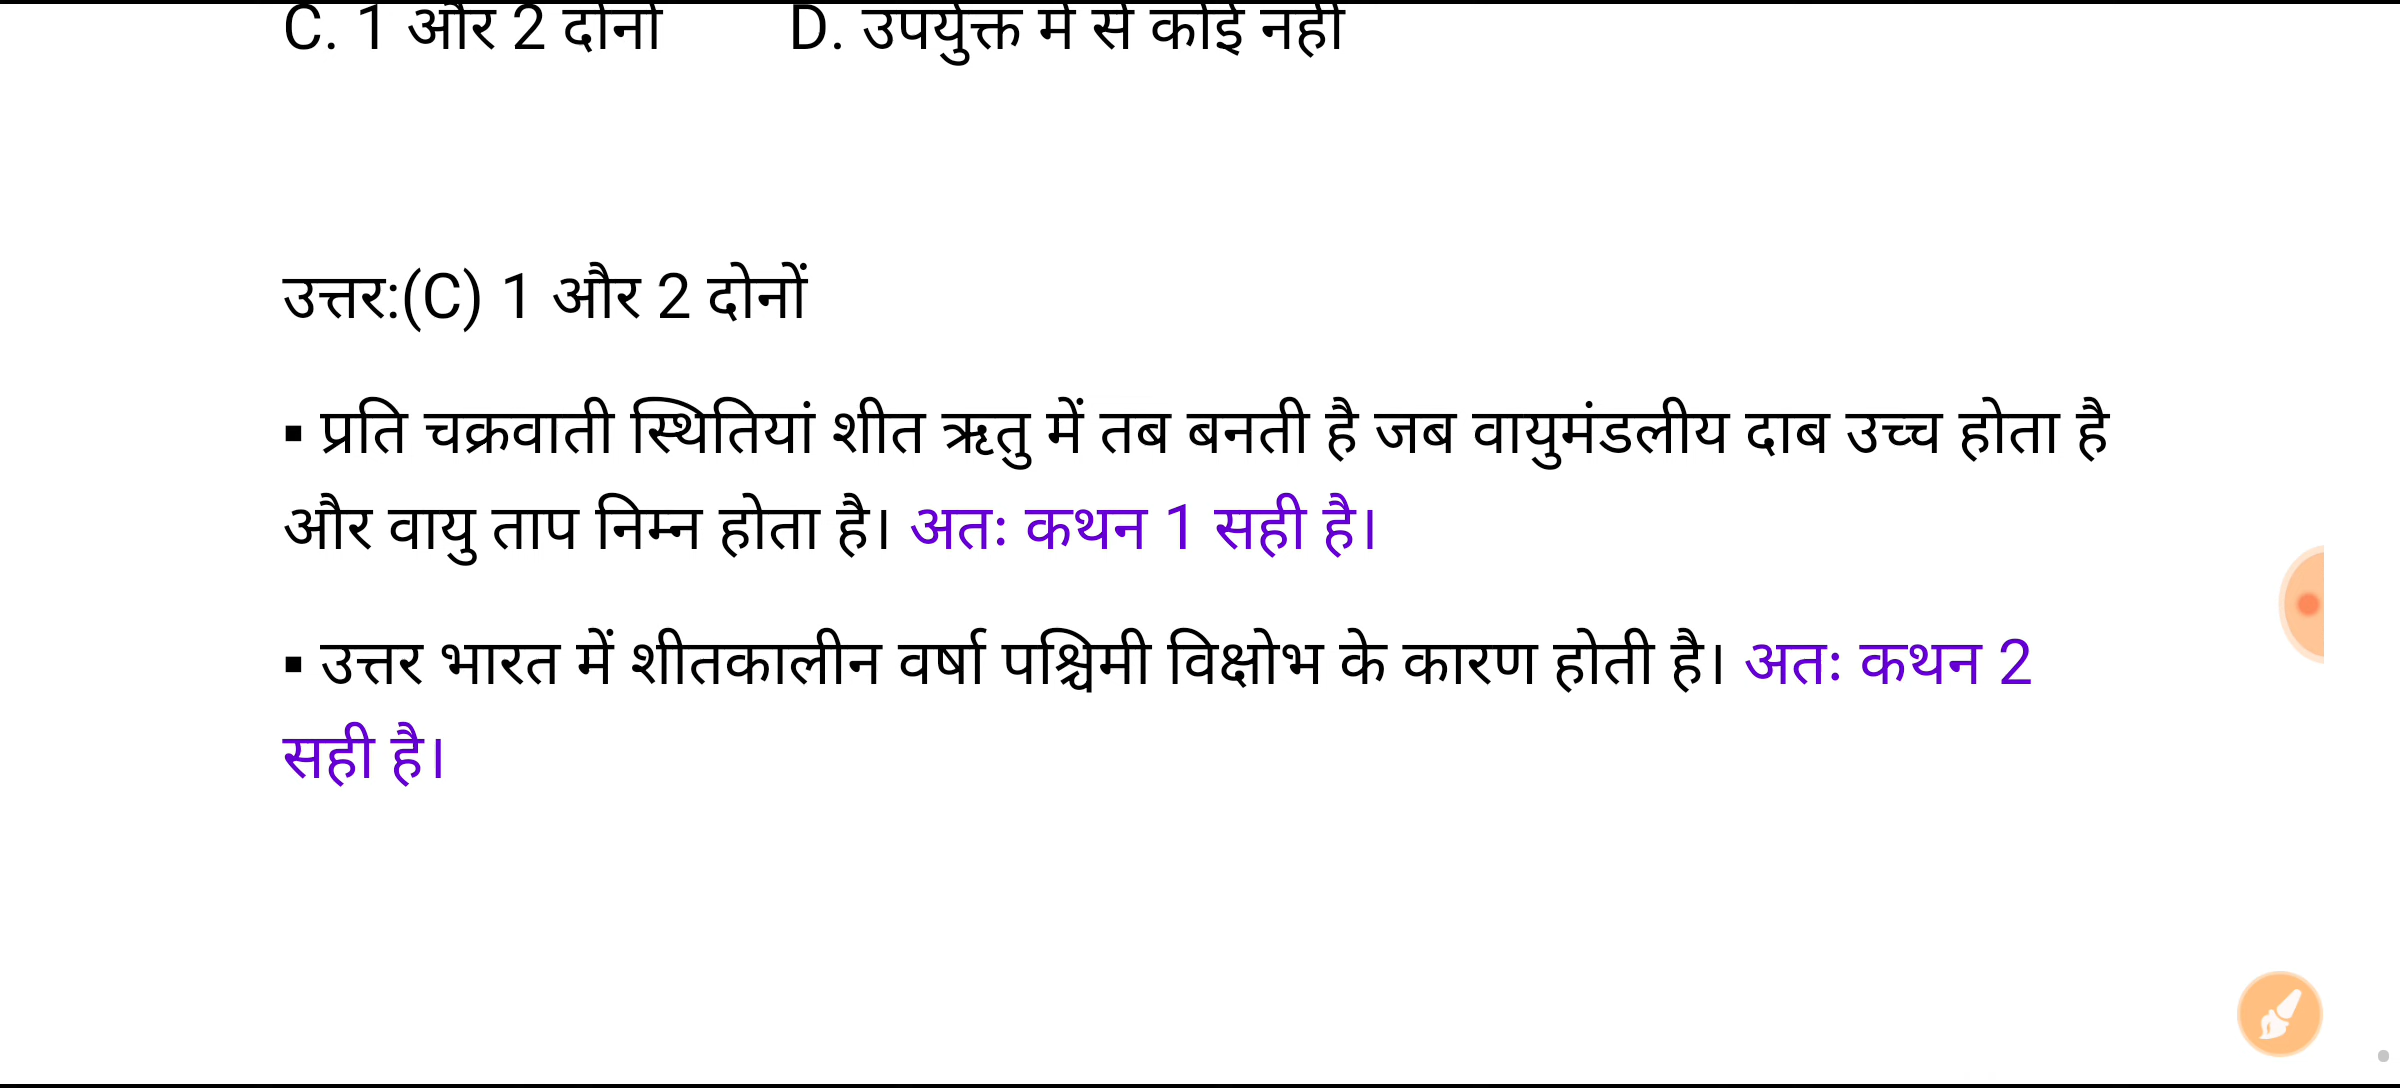 C. 1 और 2 दोनों D. उपर्युक्त में से कोई नहीं
उत्तर:(C) 1 और 2 दोनों
▪ प्रति चक्रवाती स्थितियां शीत ऋतु में तब बनती है जब वायुमंडलीय दाब उच्च होता है
और वायु ताप निम्न होता है। अतः कथन 1 सही है।
▪ उत्तर भारत में शीतकालीन वर्षा पश्चिमी विक्षोभ के कारण होती है। अतः कथन 2
सही है।